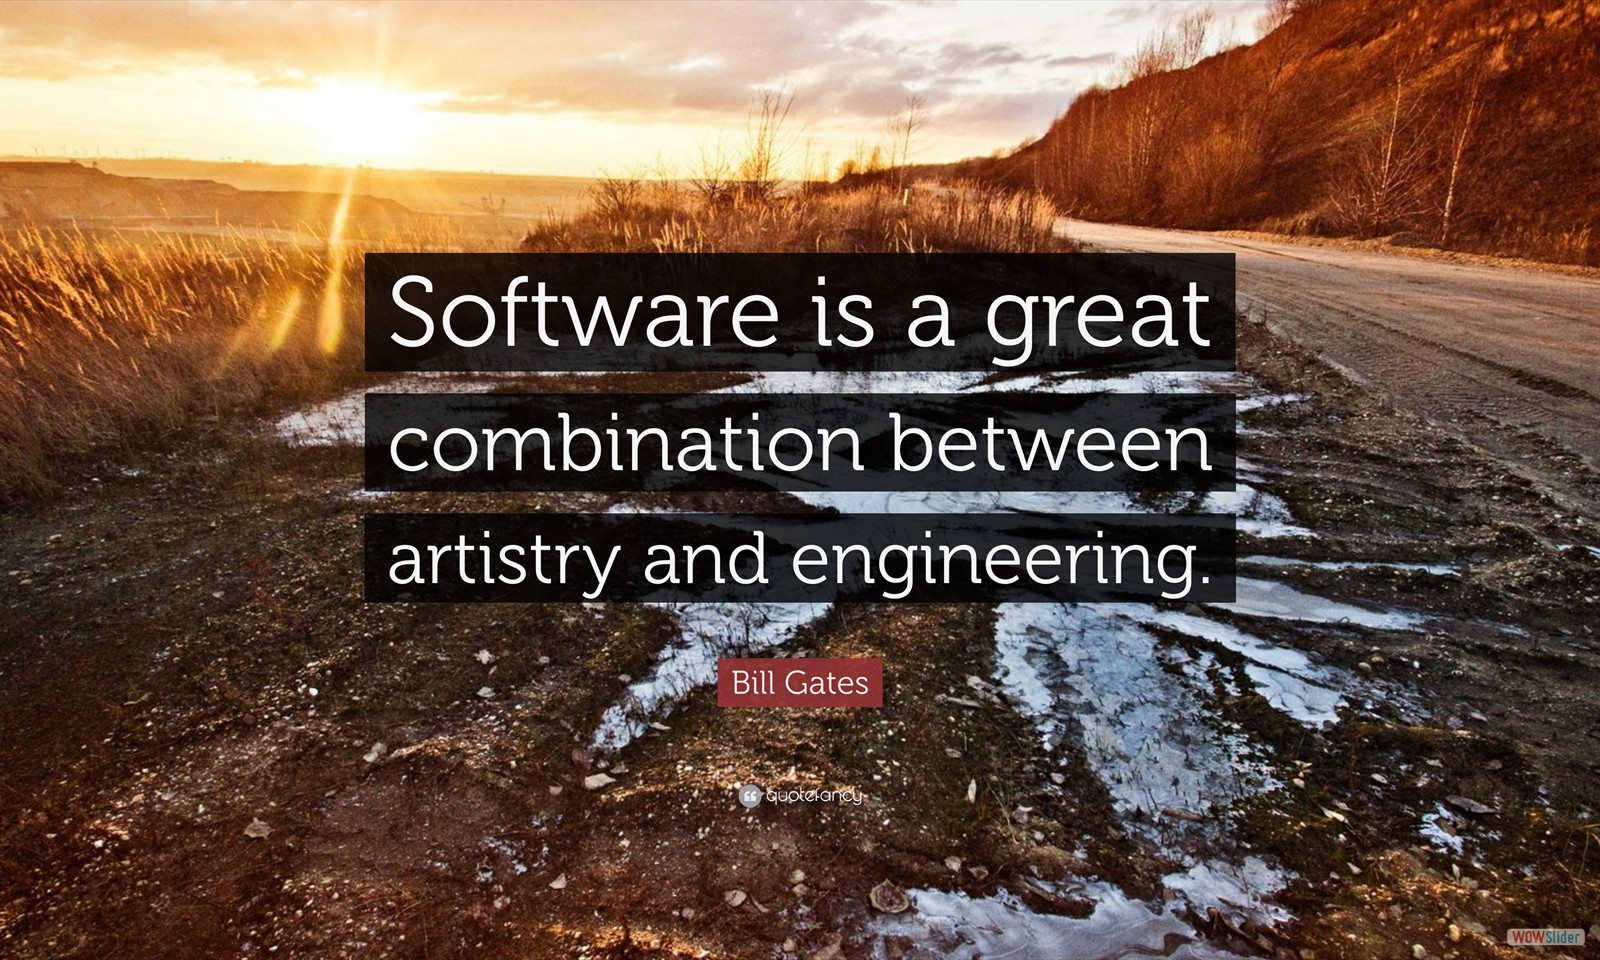 Software is a great
combination between
artistry and engineering.
Bill Gates
quotefancy
WOWSlider